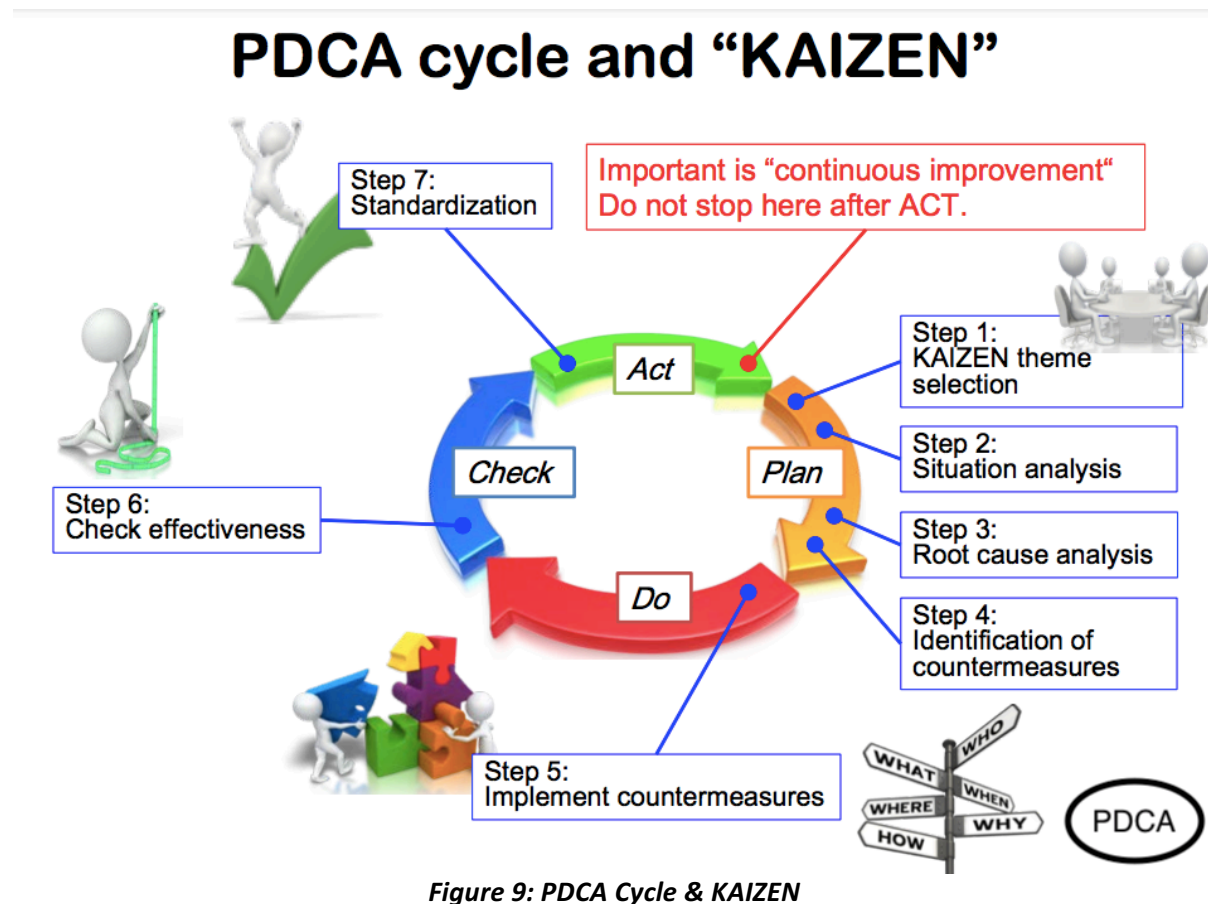 PDCA cycle and “KAIZEN”
Step 7:
Standardization
Important is “continuous improvement“
Do not stop here after ACT.
Act
Step 1:
KAIZEN theme
selection
Step 2:
Situation analysis
Check
Plan
Step 6:
Check effectiveness
Step 3:
Root cause analysis
Do
Step 4:
Identification of
countermeasures
Step 5:
Implement countermeasures
WHO
WHAT
WHEN
WHERE
WHY
HOW
PDCA
Figure 9: PDCA Cycle & KAIZEN